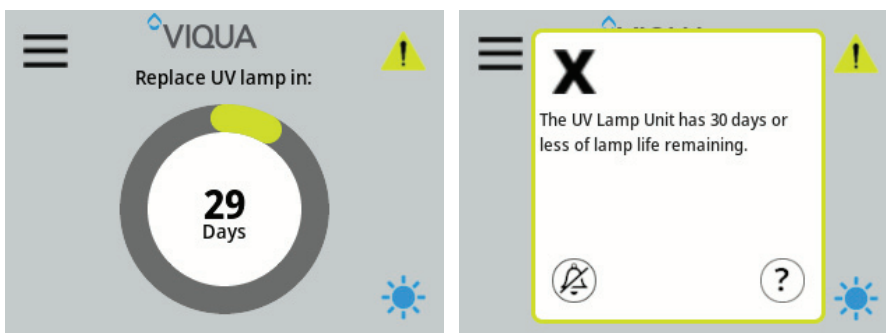 VIQUA
Replace UV lamp in:
29
Days
X
The UV Lamp Unit has 30 days or
less of lamp life remaining.
?